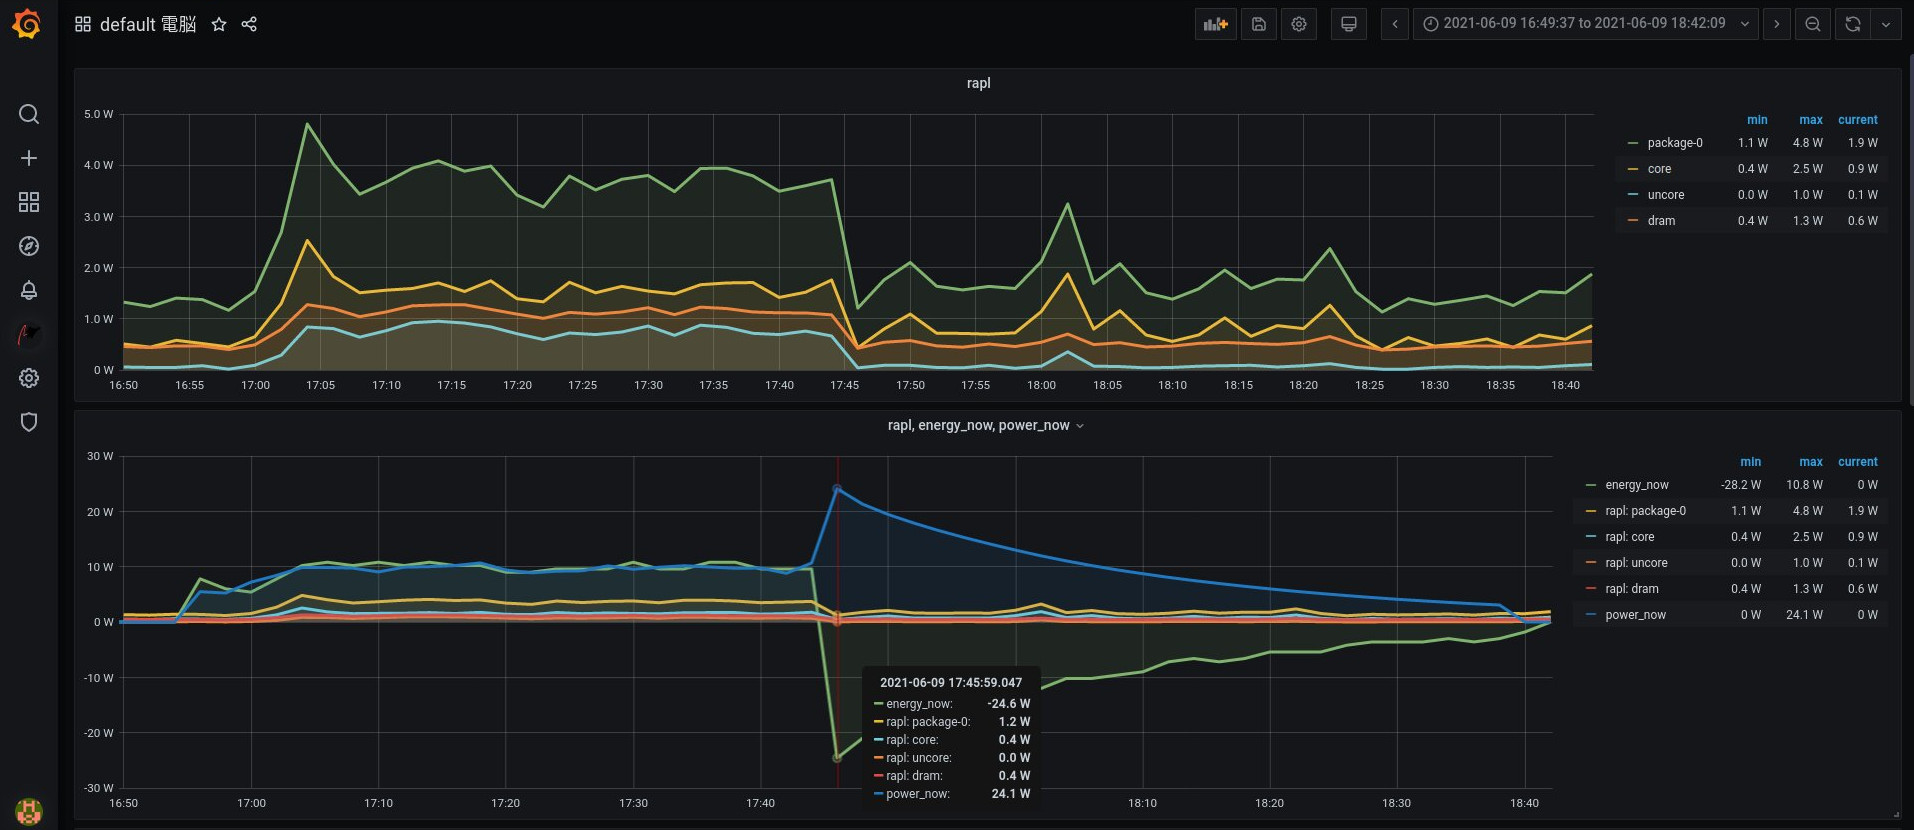 default 電脳
2021-06-09 16:49:37 to 2021-06-09 18:42:09
rapl
5.0 W
4.0 W
3.0 W
2.0 W
1.0 W
0 W
16:50 16:55 17:00 17:05 17:10 17:15 17:20 17:25 17:30 17:35 17:40 17:45 17:50 17:55 18:00 18:05 18:10 18:15 18:20 18:25 18:30 18:35 18:40
min max current
package-0 1.1 W 4.8 W 1.9 W
core 0.4 W 2.5 W 0.9 W
uncore 0.0 W 1.0 W 0.1 W
dram 0.4 W 1.3 W 0.6 W
rapl, energy_now, power_now
30 W
20 W
10 W
0 W
-10 W
-20 W
-30 W
16:50 17:00 17:10 17:20 17:30 17:40 18:10 18:20 18:30 18:40
2021-06-09 17:45:59.047
energy_now: -24.6 W
rapl: package-0: 1.2 W
rapl: core: 0.4 W
rapl: uncore: 0.0 W
rapl: dram: 0.4 W
power_now: 24.1 W
min max current
energy_now -28.2 W 10.8 W 0 W
rapl: package-0 1.1 W 4.8 W 1.9 W
rapl: core 0.4 W 2.5 W 0.9 W
rapl: uncore 0.0 W 1.0 W 0.1 W
rapl: dram 0.4 W 1.3 W 0.6 W
power_now 0 W 24.1 W 0 W